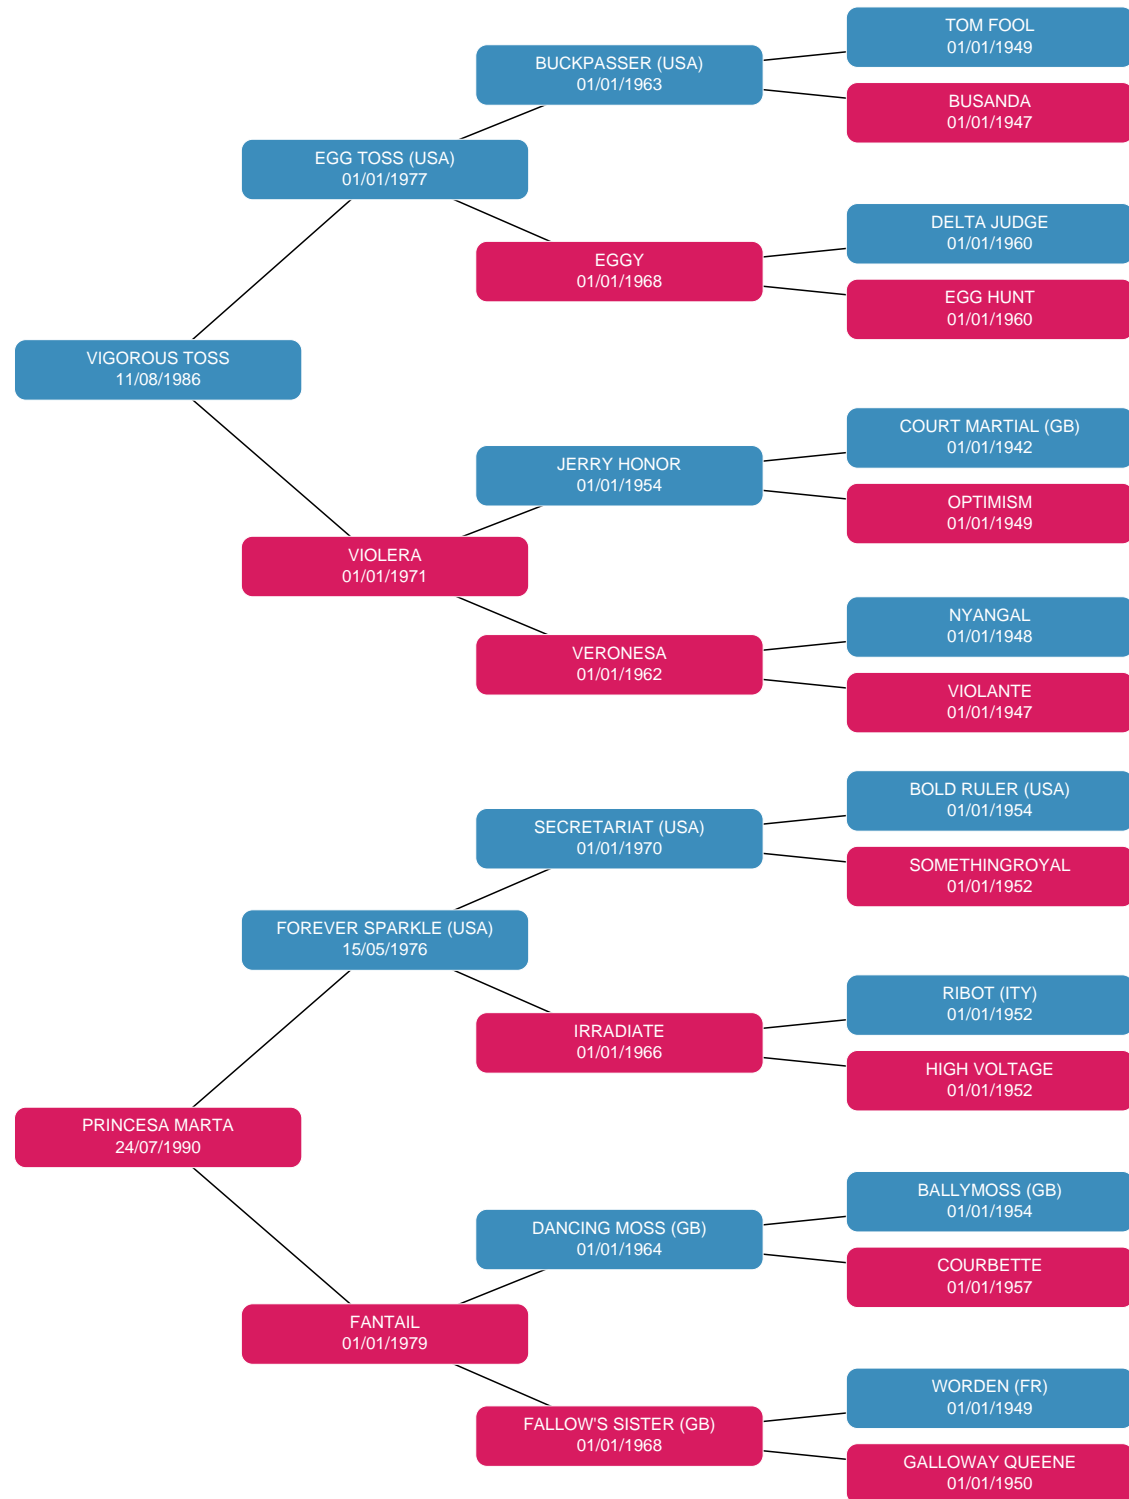 TOM FOOL
01/01/1949
BUCKPASSER (USA)
01/01/1963
BUSANDA
01/01/1947
EGG TOSS (USA)
01/01/1977
DELTA JUDGE
01/01/1960
EGGY
01/01/1968
EGG HUNT
01/01/1960
VIGOROUS TOSS
11/08/1986
COURT MARTIAL (GB)
01/01/1942
JERRY HONOR
01/01/1954
OPTIMISM
01/01/1949
VIOLERA
01/01/1971
NYANGAL
01/01/1948
VERONESA
01/01/1962
VIOLANTE
01/01/1947
BOLD RULER (USA)
01/01/1954
SECRETARIAT (USA)
01/01/1970
SOMETHINGROYAL
01/01/1952
FOREVER SPARKLE (USA)
15/05/1976
RIBOT (ITY)
01/01/1952
IRRADIATE
01/01/1966
HIGH VOLTAGE
01/01/1952
PRINCESA MARTA
24/07/1990
BALLYMOSS (GB)
01/01/1954
DANCING MOSS (GB)
01/01/1964
COURBETTE
01/01/1957
FANTAIL
01/01/1979
WORDEN (FR)
01/01/1949
FALLOW'S SISTER (GB)
01/01/1968
GALLOWAY QUEENE
01/01/1950